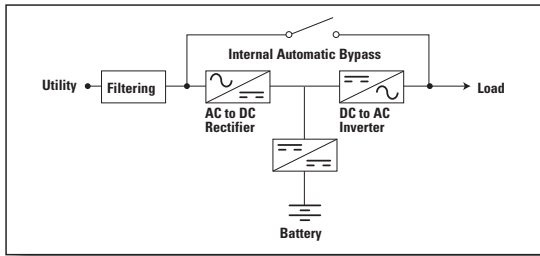 Internal Automatic Bypass
Utility
Filtering
AC to DC
Rectifier
DC to AC
Inverter
Load
Battery